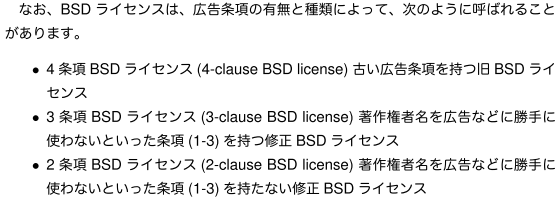 なお、BSD ライセンスは、広告条項の有無と種類によって、次のように呼ばれること
があります。
• 4 条項 BSD ライセンス (4-clause BSD license) 古い広告条項を持つ旧 BSD ライ
センス
• 3 条項 BSD ライセンス (3-clause BSD license) 著作権者名を広告などに勝手に
使わないといった条項 (1-3) を持つ修正 BSD ライセンス
• 2 条項 BSD ライセンス (2-clause BSD license) 著作権者名を広告などに勝手に
使わないといった条項 (1-3) を持たない修正 BSD ライセンス